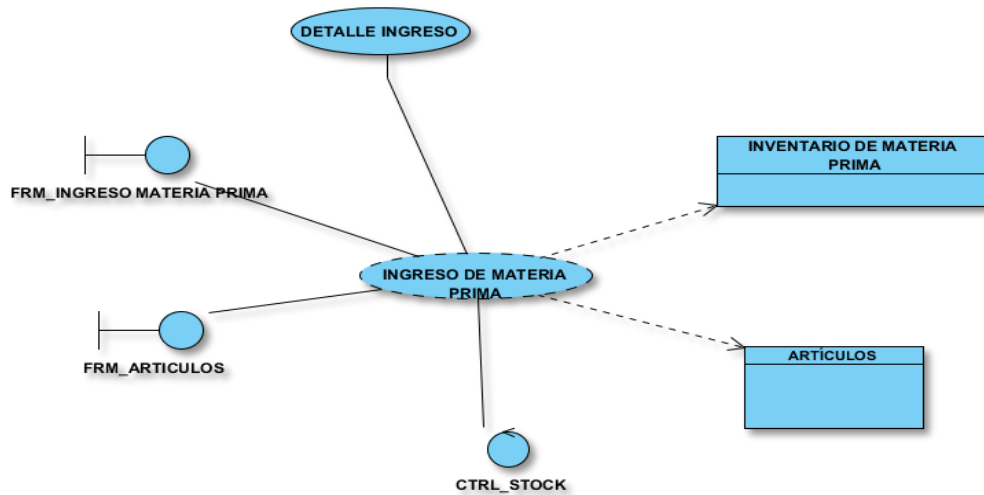 DETALLE INGRESO
INVENTARIO DE MATERIA
PRIMA
FRM_INGRESO MATERIA PRIMA
INGRESO DE MATERIA
PRIMA
FRM_ARTICULOS
ARTÍCULOS
CTRL_STOCK